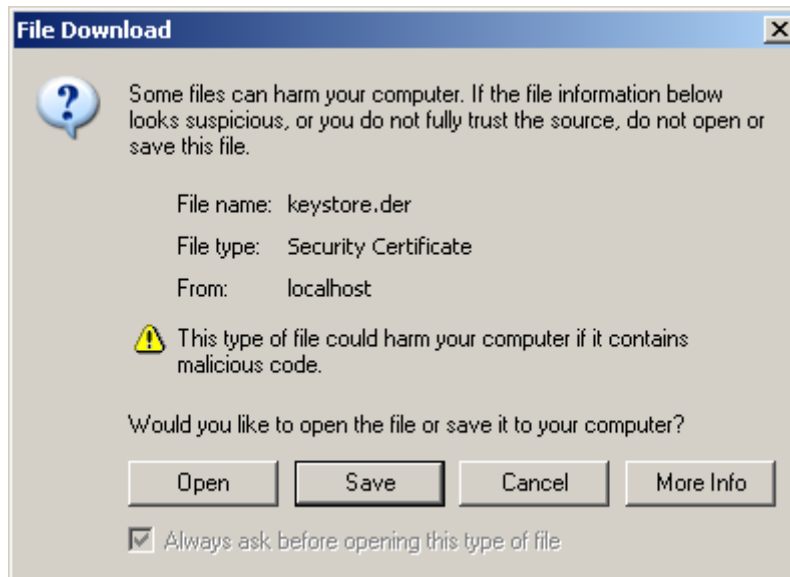 File Download
Some files can harm your computer. If the file information below
looks suspicious, or you do not fully trust the source, do not open or
save this file.
File name: keystore.der
File type: Security Certificate
From: localhost
This type of file could harm your computer if it contains
malicious code.
Would you like to open the file or save it to your computer?
Open Save Cancel More Info
Always ask before opening this type of file